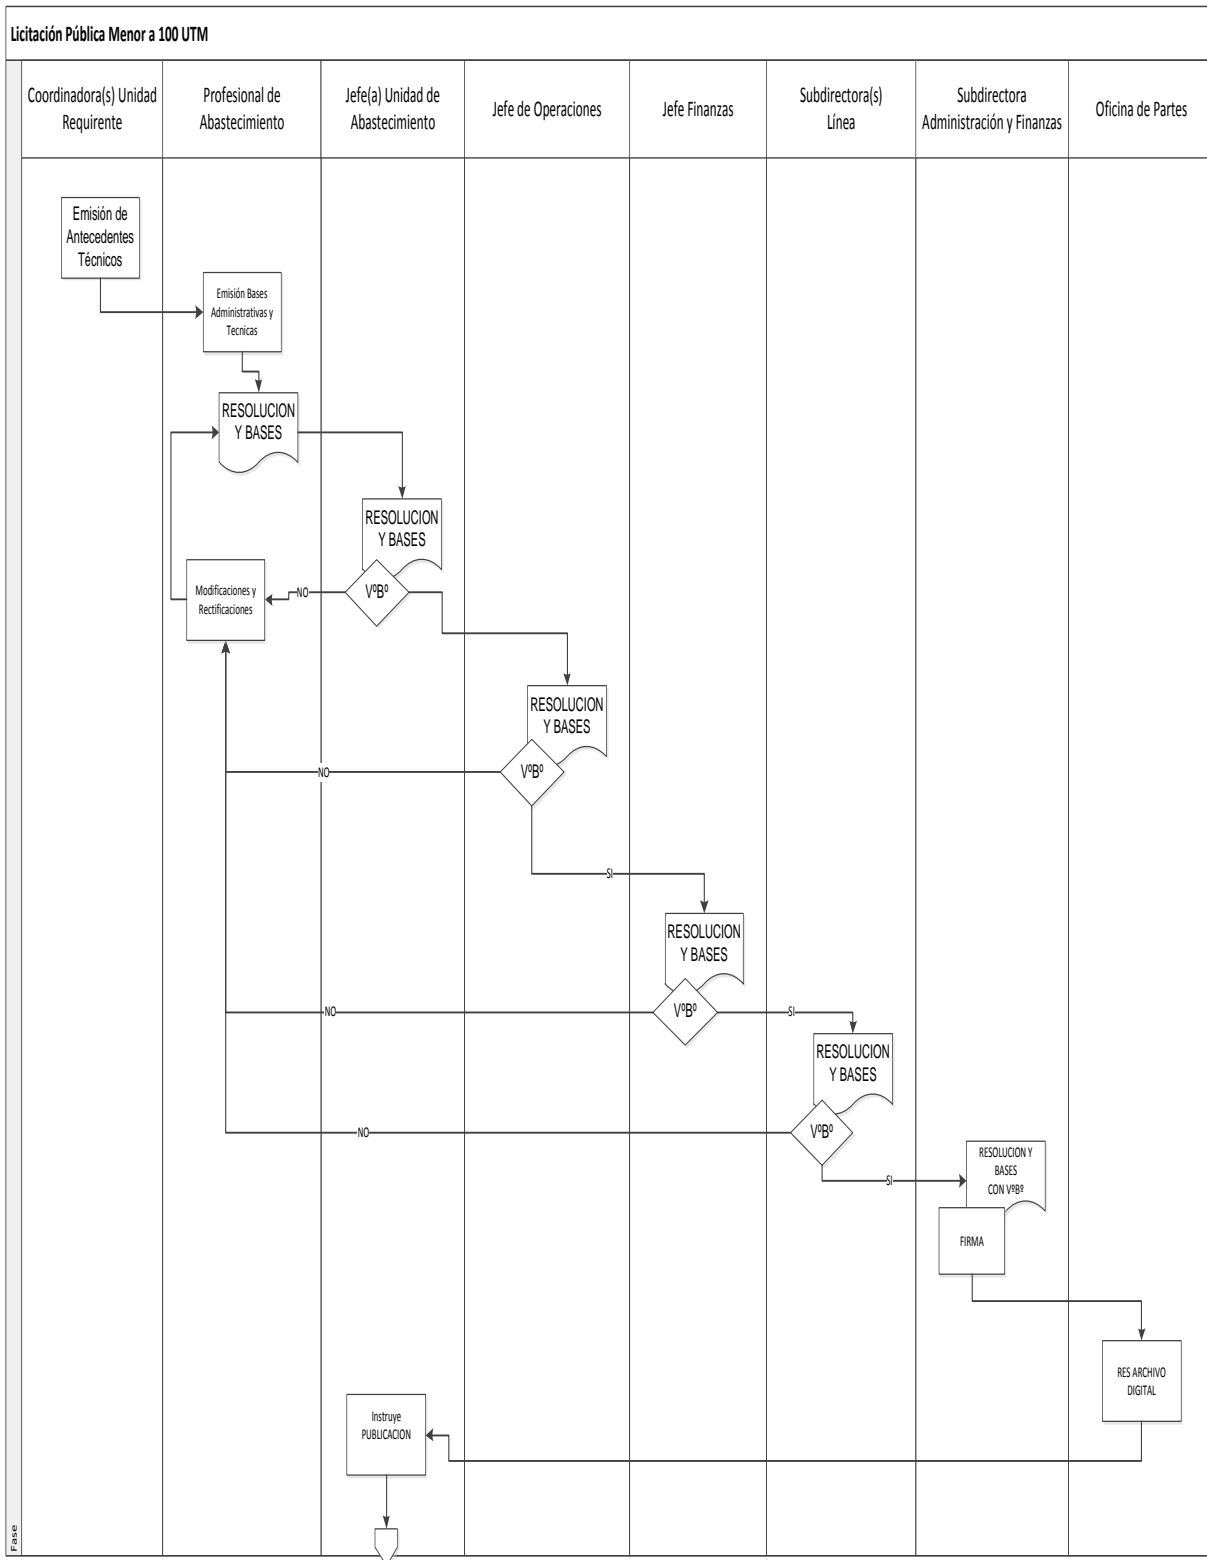 Licitación Pública Menor a 100 UTM
Coordinadora(s) Unidad
Requirente
Profesional de
Abastecimiento
Jefe(a) Unidad de
Abastecimiento
Jefe de Operaciones
Jefe Finanzas
Subdirectora(s)
Línea
Subdirectora
Administración y Finanzas
Oficina de Partes
Emisión de
Antecedentes
Técnicos
Emisión Bases
Administrativas y
Tecnicas
RESOLUCION
Y BASES
RESOLUCION
Y BASES
VºBº
NO
Modificaciones y
Rectificaciones
RESOLUCION
Y BASES
VºBº
NO
SI
RESOLUCION
Y BASES
VºBº
NO
SI
RESOLUCION
Y BASES
VºBº
NO
SI
RESOLUCION Y
BASES
CON VºBº
FIRMA
RES ARCHIVO
DIGITAL
Instruye
PUBLICACION
Fase